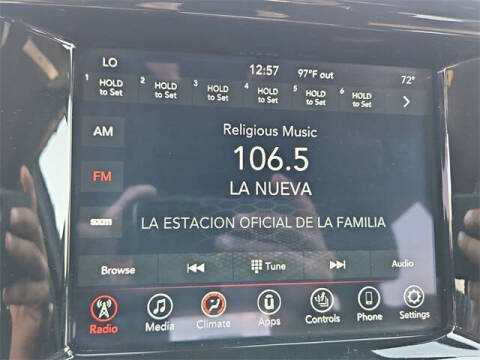 LO 12:57 97°F out 72°
1 HOLD to Set 2 HOLD to Set 3 HOLD to Set 4 HOLD to Set 5 HOLD to Set 6 HOLD to Set
AM
Religious Music
FM
106.5
LA NUEVA
LA ESTACION OFICIAL DE LA FAMILIA
Browse Tune Audio
Radio Media Climate Apps Controls Phone Settings